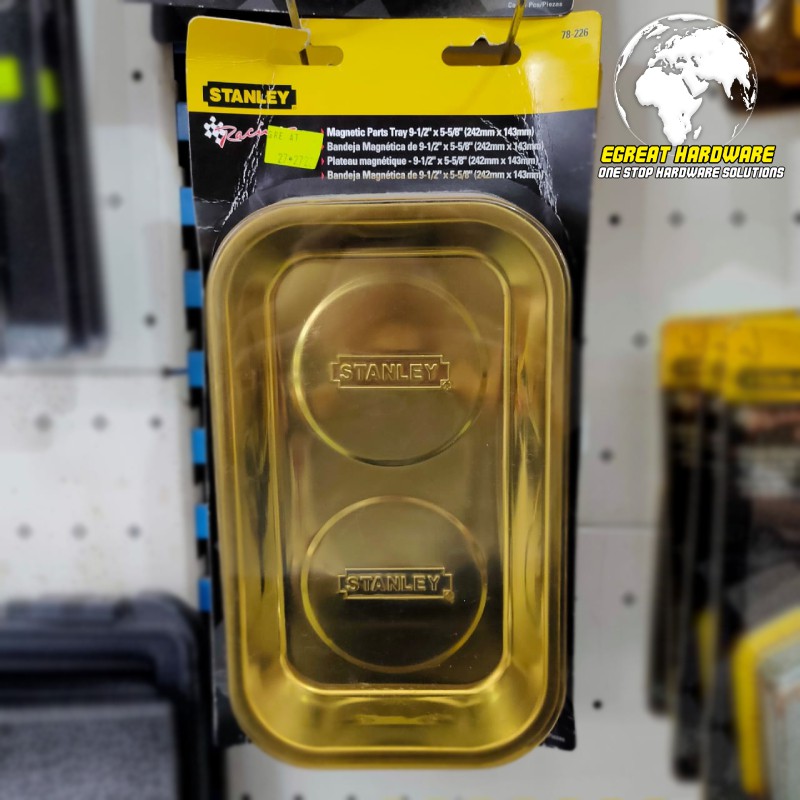 78-226
STANLEY
Magnetic Parts Tray 9-1/2" x 5-5/8" (242mm x 143mm)
Bandeja Magnética de 9-1/2" x 5-5/8" (242mm x 143mm)
Plateau magnétique - 9-1/2" x 5-5/8" (242mm x 143mm)
Bandeja Magnética de 9-1/2" x 5-5/8" (242mm x 143mm)
EGREAT HARDWARE
ONE STOP HARDWARE SOLUTIONS
STANLEY
STANLEY